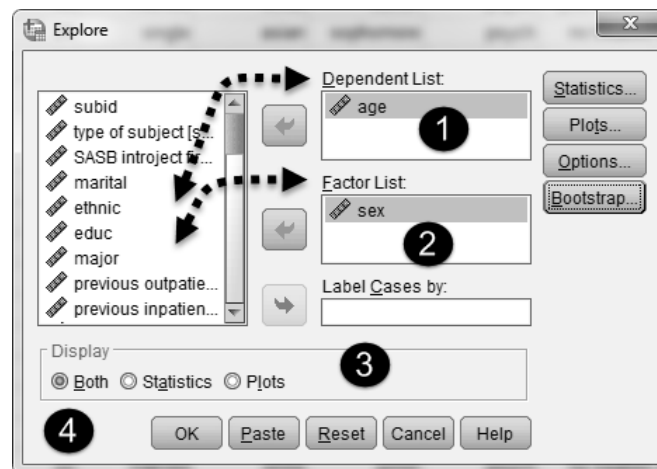 Explore
subid
type of subject [s...
SASB introject fir...
marital
ethnic
educ
major
previous outpatie...
previous inpatien...
Dependent List:
age
1
Factor List:
sex
2
Label Cases by:
Statistics...
Plots...
Options...
Bootstrap...
Display
3
Both Statistics Plots
4
OK Paste Reset Cancel Help